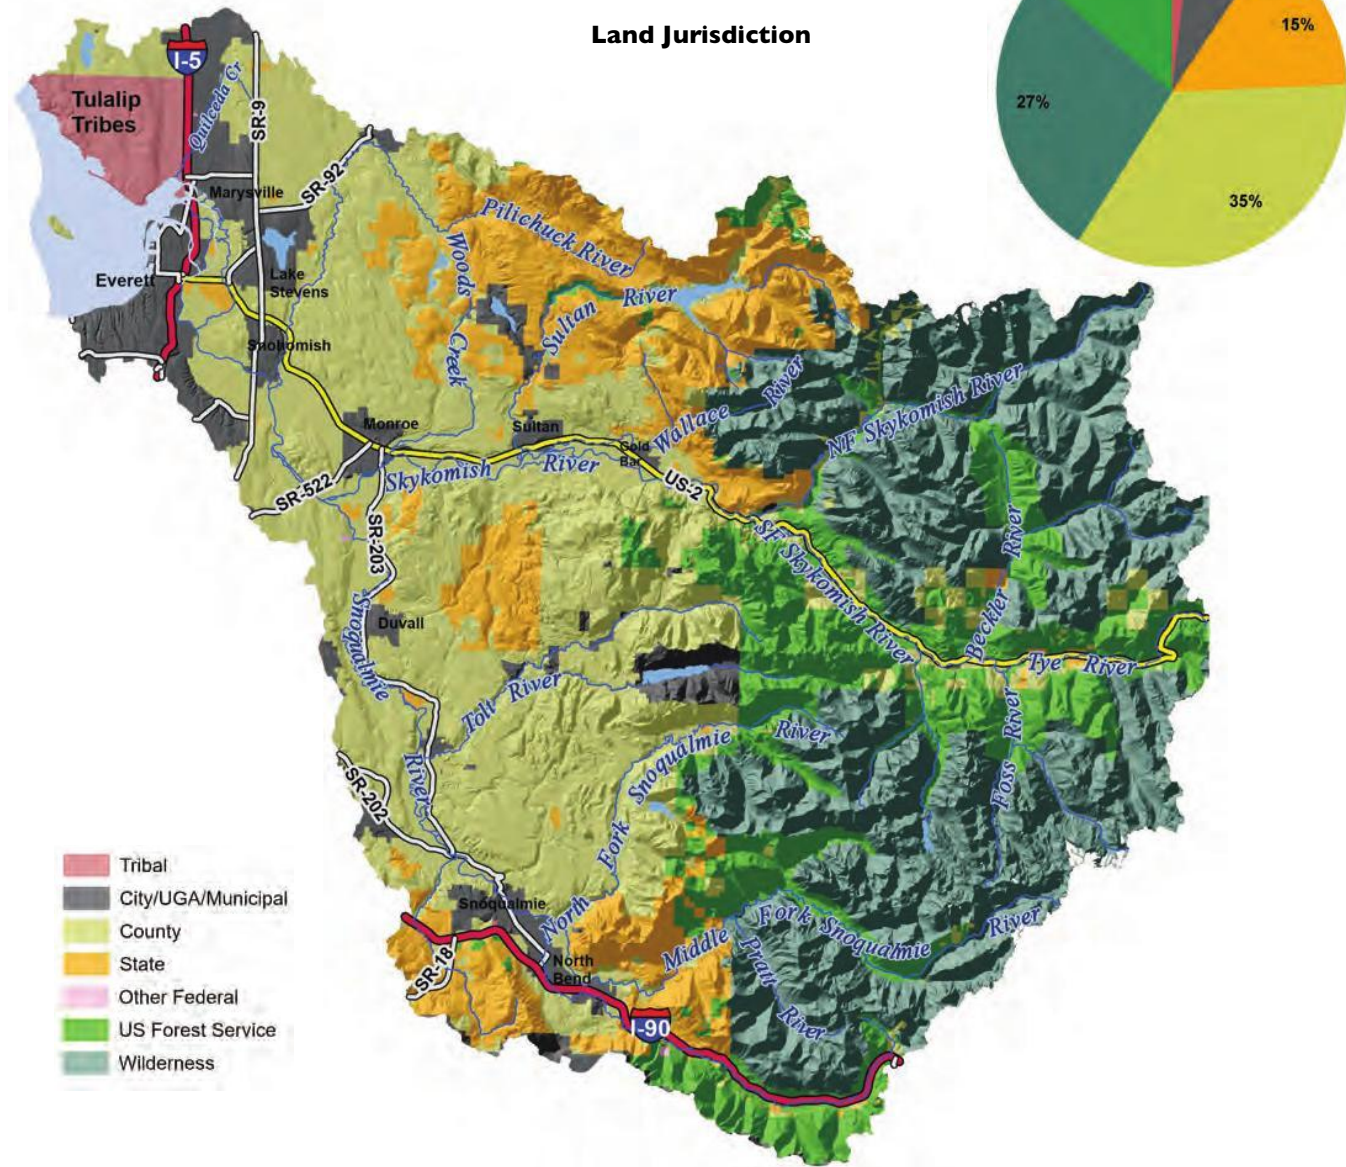 Land Jurisdiction
15%
27%
35%
I-5
Quilceda Cr
SR-9
Tulalip
Tribes
SR-92
Marysville
Pilichuck River
Woods
Creek
Everett
Lake
Stevens
Sultan River
Snohomish
Wallace River
NF Skykomish River
Monroe
Sultan
Gold
Bar
Skykomish River
US-2
SR-522
SR-203
SF Skykomish River
Beckler River
Snoqualmie River
Duvall
Tye River
Tolt River
Foss River
North Fork Snoqualmie River
SR-202
Snoqualmie
Middle Fork Snoqualmie River
Pratt River
SR-18
North
Bend
I-90
Tribal
City/UGA/Municipal
County
State
Other Federal
US Forest Service
Wilderness